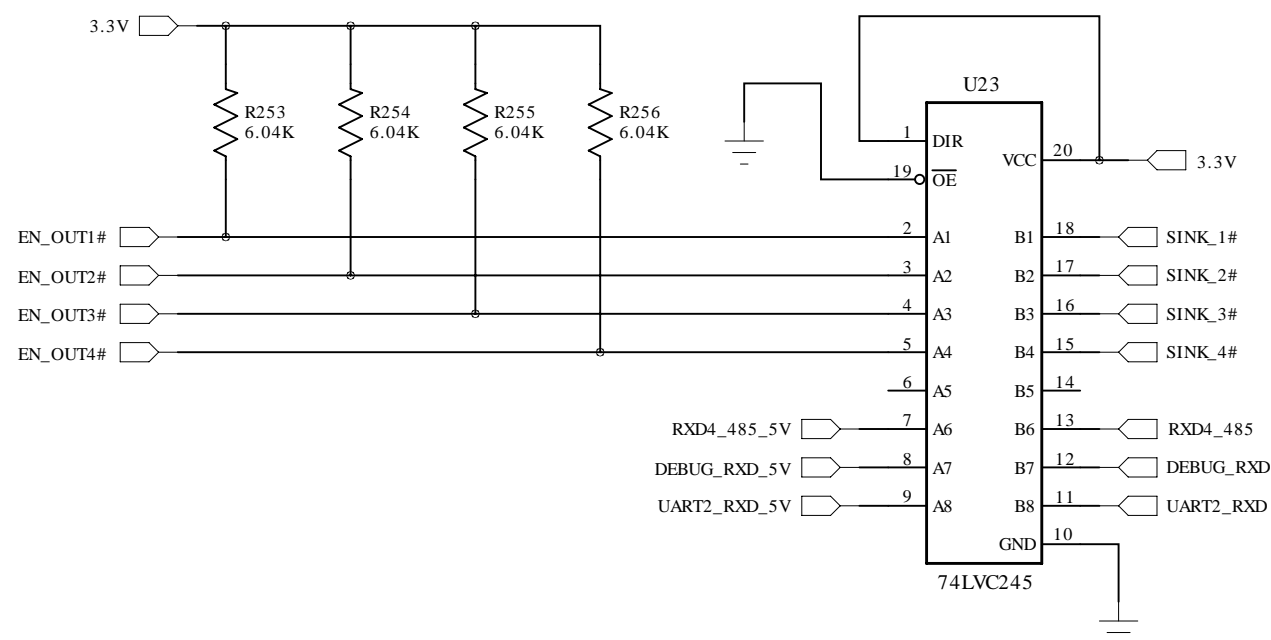 3.3V
R253
6.04K
R254
6.04K
R255
6.04K
R256
6.04K
EN_OUT1#
EN_OUT2#
EN_OUT3#
EN_OUT4#
RXD4_485_5V
DEBUG_RXD_5V
UART2_RXD_5V
U23
1 DIR
19 OE
2 A1
3 A2
4 A3
5 A4
6 A5
7 A6
8 A7
9 A8
VCC 20
3.3V
B1 18 SINK_1#
B2 17 SINK_2#
B3 16 SINK_3#
B4 15 SINK_4#
B5 14
B6 13 RXD4_485
B7 12 DEBUG_RXD
B8 11 UART2_RXD
GND 10
74LVC245